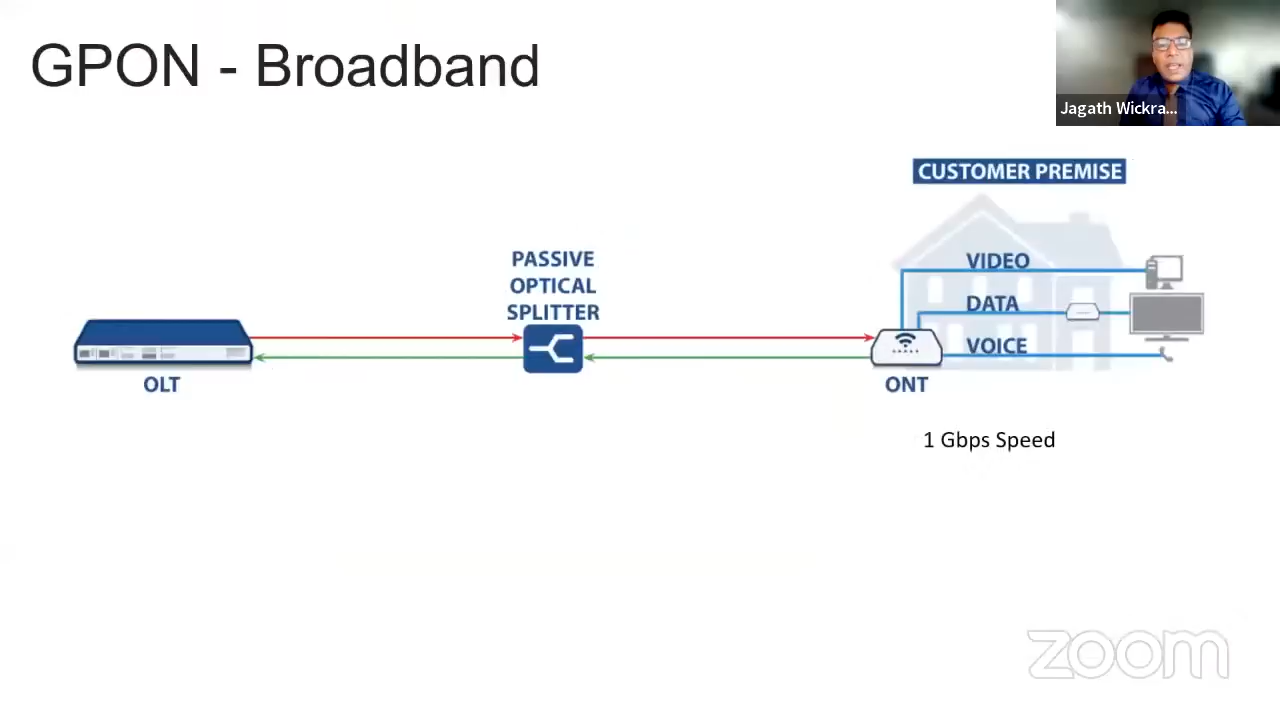 GPON - Broadband
Jagath Wickra...
CUSTOMER PREMISE
PASSIVE
OPTICAL
SPLITTER
VIDEO
DATA
VOICE
OLT
ONT
1 Gbps Speed
zoom